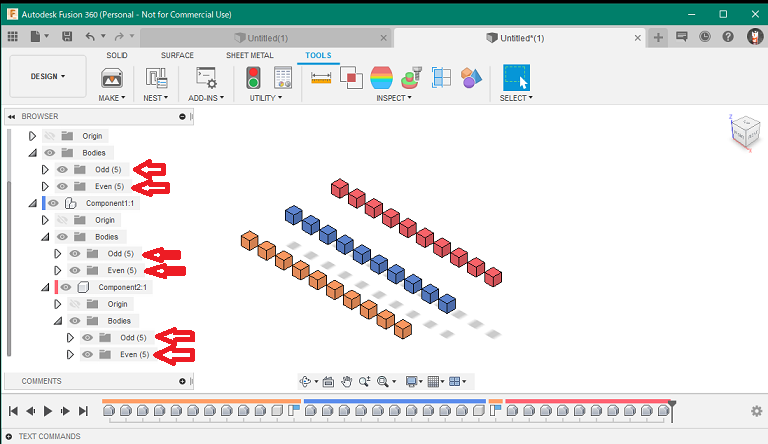 Autodesk Fusion 360 (Personal - Not for Commercial Use)
Untitled(1)
Untitled*(1)
SOLID SURFACE SHEET METAL TOOLS
DESIGN
MAKE NEST ADD-INS UTILITY INSPECT SELECT
BROWSER
Origin
Bodies
Odd (5)
Even (5)
Component1:1
Origin
Bodies
Odd (5)
Even (5)
Component2:1
Origin
Bodies
Odd (5)
Even (5)
COMMENTS
TEXT COMMANDS